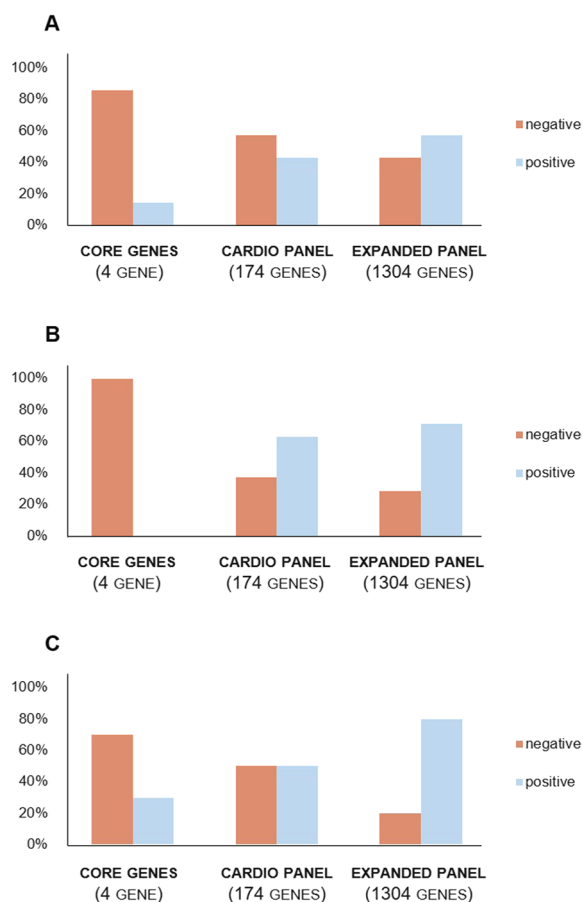 A
100%
80%
60%
40%
20%
0%
negative
positive
CORE GENES CARDIO PANEL EXPANDED PANEL
(4 GENE) (174 GENES) (1304 GENES)
B
100%
80%
60%
40%
20%
0%
negative
positive
CORE GENES CARDIO PANEL EXPANDED PANEL
(4 GENE) (174 GENES) (1304 GENES)
C
100%
80%
60%
40%
20%
0%
negative
positive
CORE GENES CARDIO PANEL EXPANDED PANEL
(4 GENE) (174 GENES) (1304 GENES)